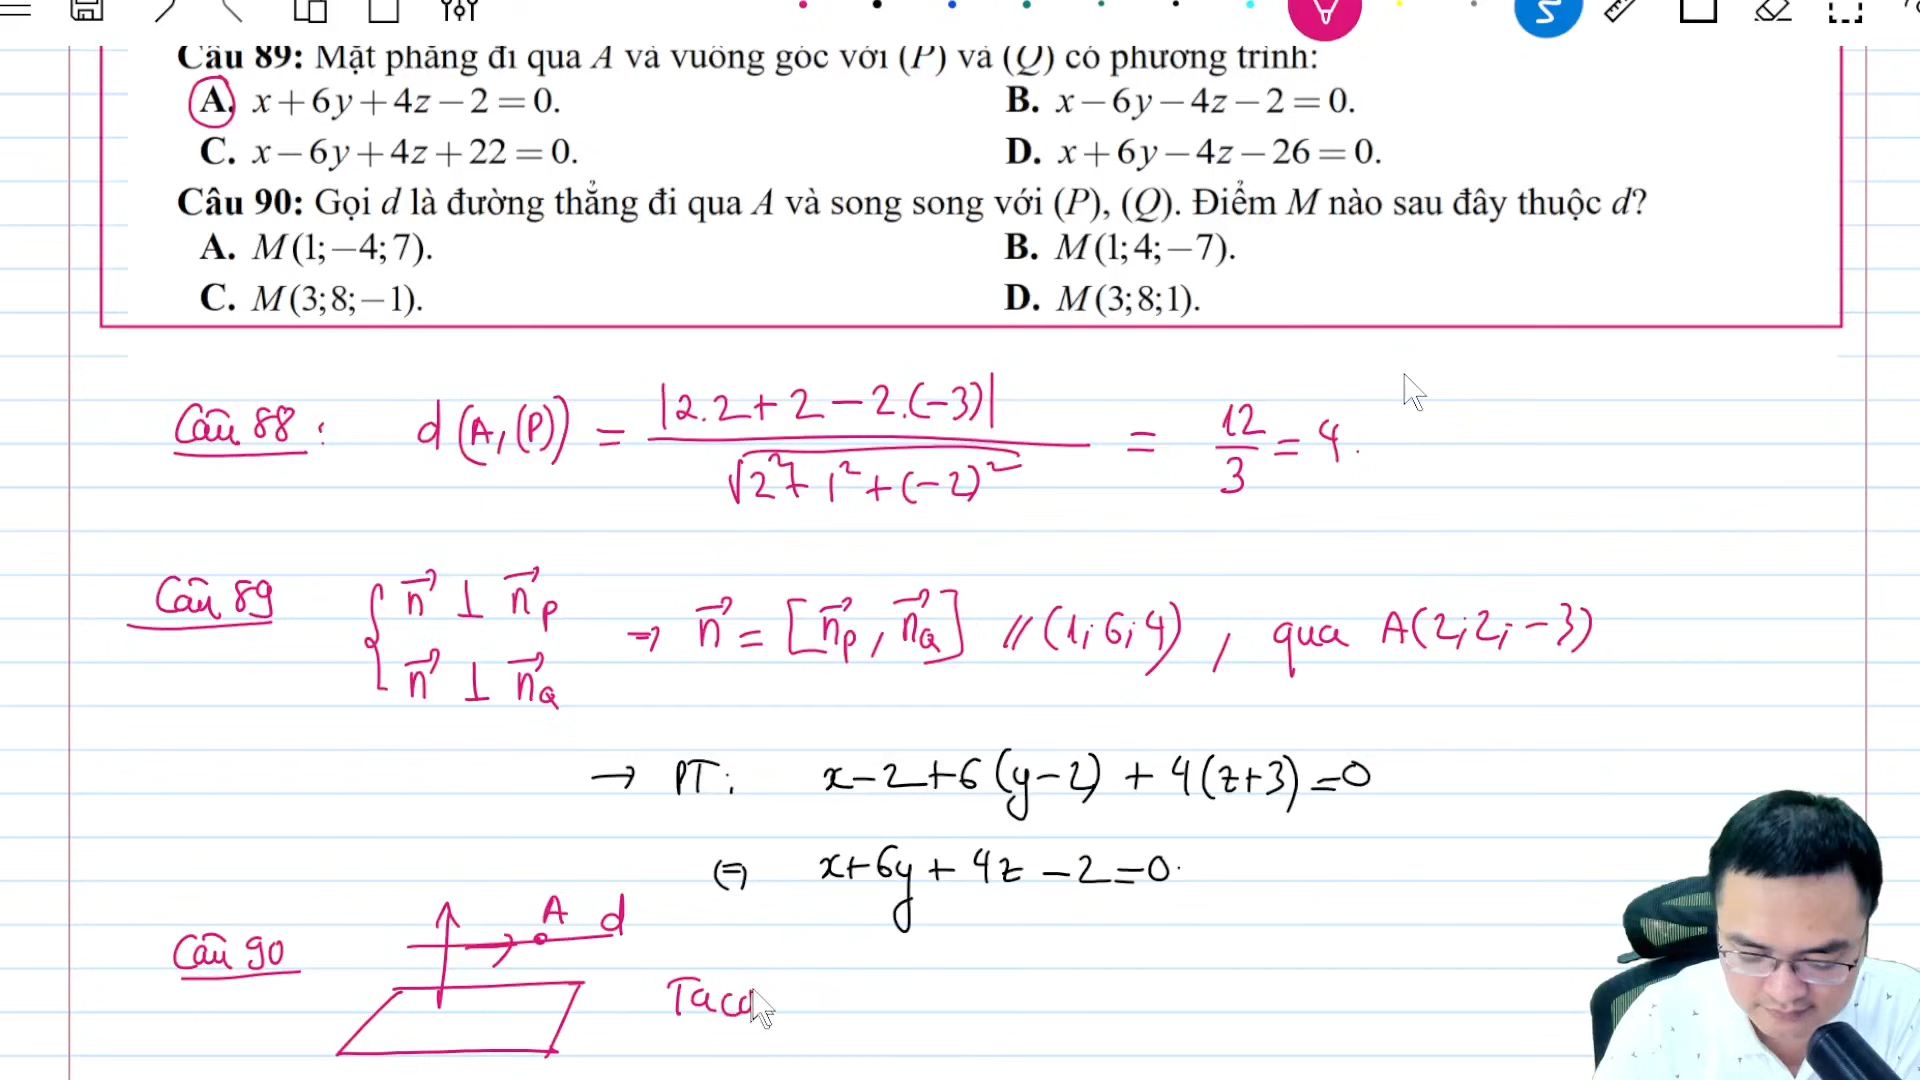 Câu 89: Mặt phẳng đi qua A và vuông góc với (P) và (Q) có phương trình:
A. x+6y+4z−2=0. B. x−6y−4z−2=0.
C. x−6y+4z+22=0. D. x+6y−4z−26=0.
Câu 90: Gọi d là đường thẳng đi qua A và song song với (P), (Q). Điểm M nào sau đây thuộc d?
A. M(1;−4;7). B. M(1;4;−7).
C. M(3;8;−1). D. M(3;8;1).
Câu 88: d(A,(P)) = |2.2+2−2.(−3)| / √(2²+1²+(−2)²) = 12/3 = 4.
Câu 89 { n⃗ ⊥ n⃗P
n⃗ ⊥ n⃗Q → n⃗ = [n⃗P, n⃗Q] // (1;6;4), qua A(2;2;−3)
→ PT: x−2+6(y−2)+4(z+3)=0
⇔ x+6y+4z−2=0.
Câu 90 A d
Ta có